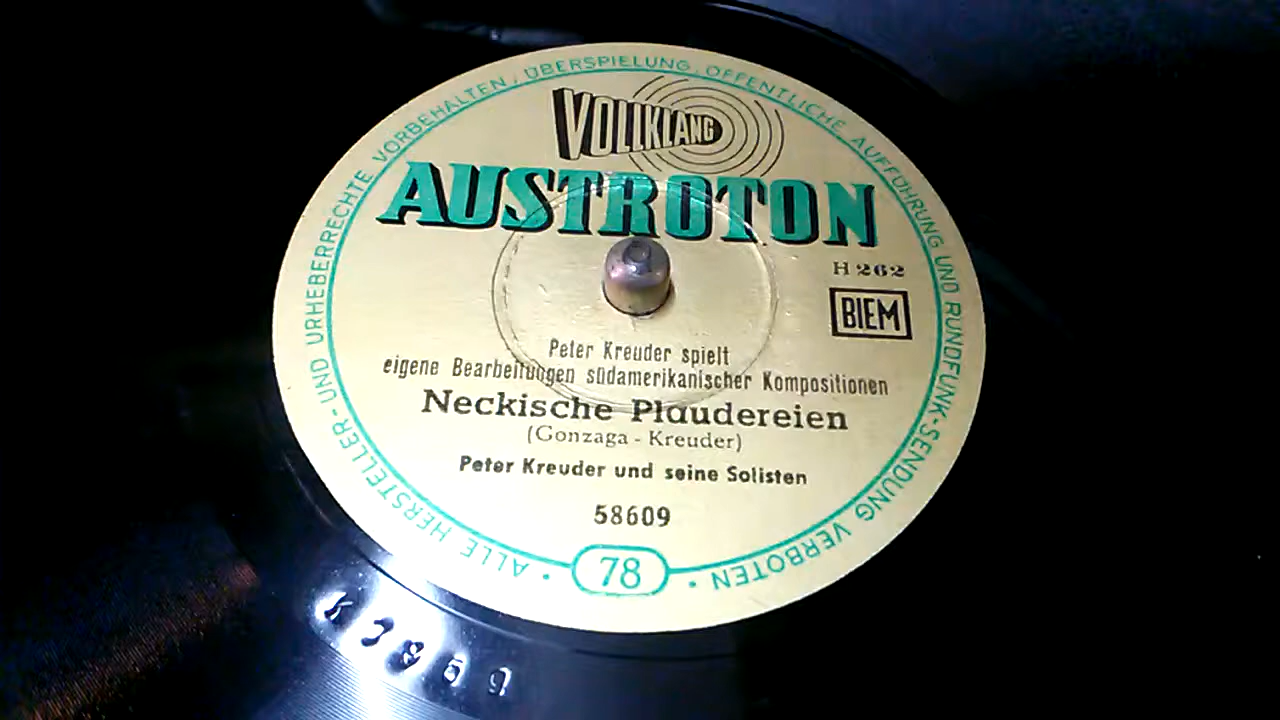 ALLE HERSTELLER- UND URHEBERRECHTE VORBEHALTEN, ÜBERSPIELUNG, ÖFFENTLICHE AUFFÜHRUNG UND RUNDFUNK-SENDUNG VERBOTEN
VOLLKLANG
AUSTROTON
H 262
BIEM
Peter Kreuder spielt
eigene Bearbeitungen südamerikanischer Kompositionen
Neckische Plaudereien
(Gonzaga - Kreuder)
Peter Kreuder und seine Solisten
58609
78